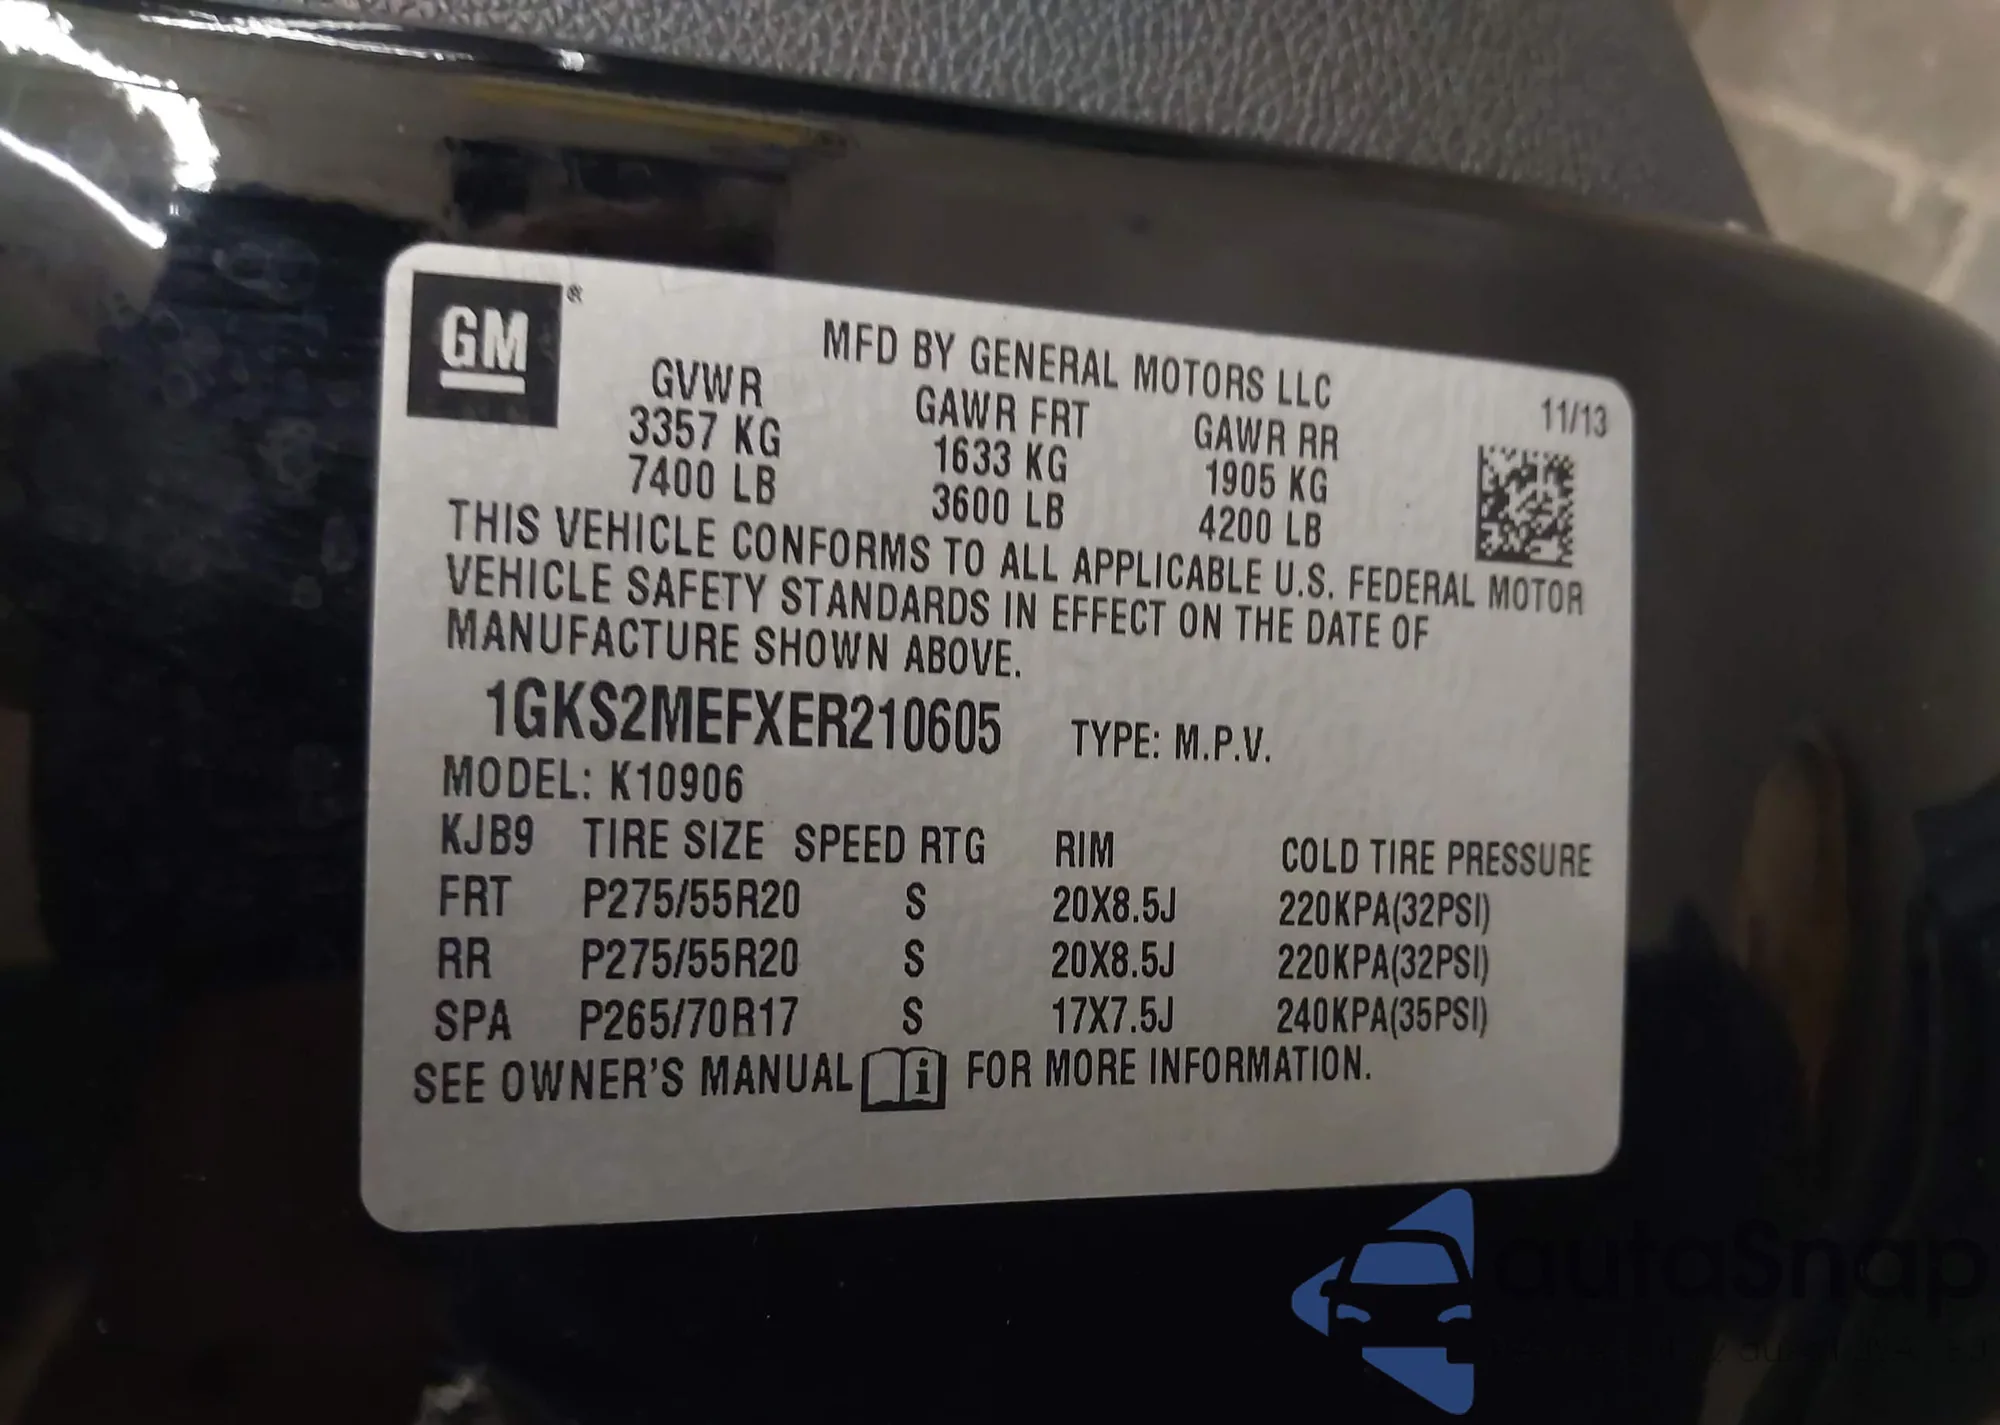 GM ®
MFD BY GENERAL MOTORS LLC
11/13
GVWR GAWR FRT GAWR RR
3357 KG 1633 KG 1905 KG
7400 LB 3600 LB 4200 LB
THIS VEHICLE CONFORMS TO ALL APPLICABLE U.S. FEDERAL MOTOR
VEHICLE SAFETY STANDARDS IN EFFECT ON THE DATE OF
MANUFACTURE SHOWN ABOVE.
1GKS2MEFXER210605 TYPE: M.P.V.
MODEL: K10906
KJB9 TIRE SIZE SPEED RTG RIM COLD TIRE PRESSURE
FRT P275/55R20 S 20X8.5J 220KPA(32PSI)
RR P275/55R20 S 20X8.5J 220KPA(32PSI)
SPA P265/70R17 S 17X7.5J 240KPA(35PSI)
SEE OWNER'S MANUAL i FOR MORE INFORMATION.
autaSnap